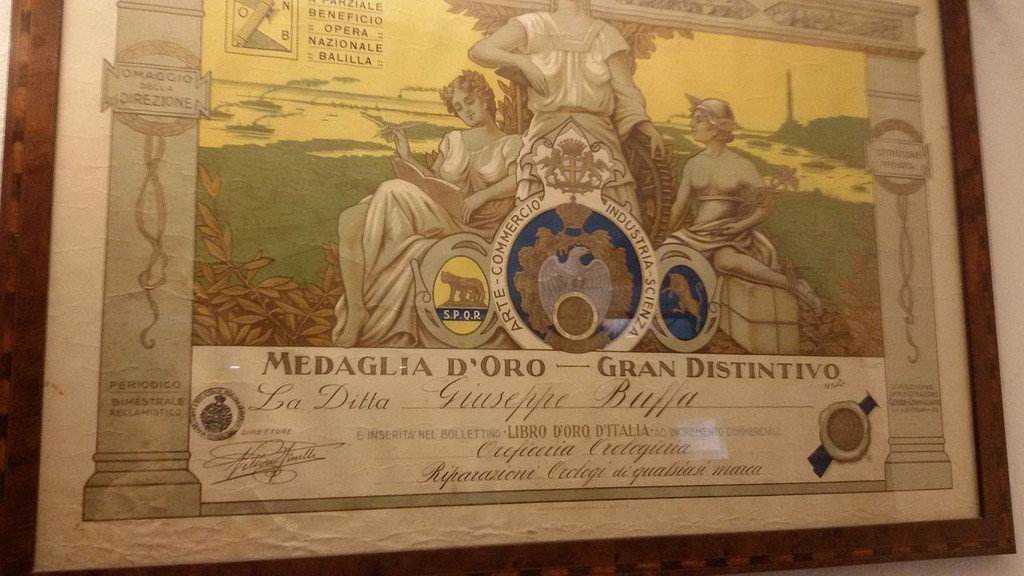 O N
B
PARZIALE
BENEFICIO
OPERA
NAZIONALE
BALILLA
OMAGGIO
DELLA
DIREZIONE
ARTE - COMMERCIO
INDUSTRIA - SCIENZA
S.P.Q.R.
MEDAGLIA D'ORO — GRAN DISTINTIVO
La Ditta Giuseppe Buffa
È INSERITA NEL BOLLETTINO "LIBRO D'ORO D'ITALIA" AD INCREMENTO COMMERCIALE
Oreficeria Orologeria
Riparazioni Orologi di qualsiasi marca
PERIODICO
BIMESTRALE
RECLAMISTICO
IL DIRETTORE
DIREZIONE